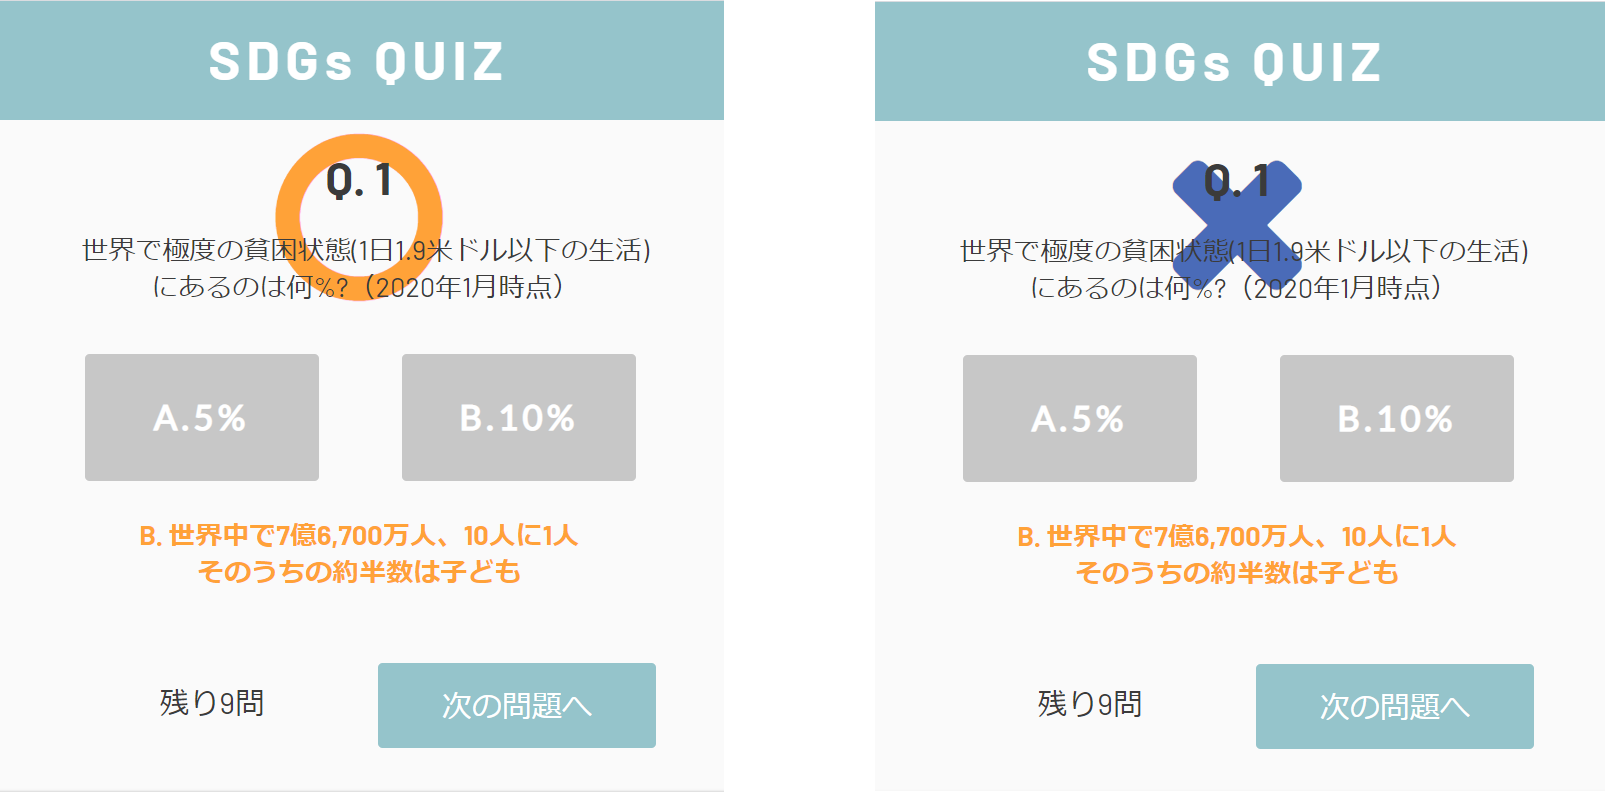 SDGs QUIZ
Q. 1
世界で極度の貧困状態(1日1.9米ドル以下の生活)
にあるのは何%?（2020年1月時点）
A.5%
B.10%
B. 世界中で7億6,700万人、10人に1人
そのうちの約半数は子ども
残り9問
次の問題へ
SDGs QUIZ
Q. 1
世界で極度の貧困状態(1日1.9米ドル以下の生活)
にあるのは何%?（2020年1月時点）
A.5%
B.10%
B. 世界中で7億6,700万人、10人に1人
そのうちの約半数は子ども
残り9問
次の問題へ